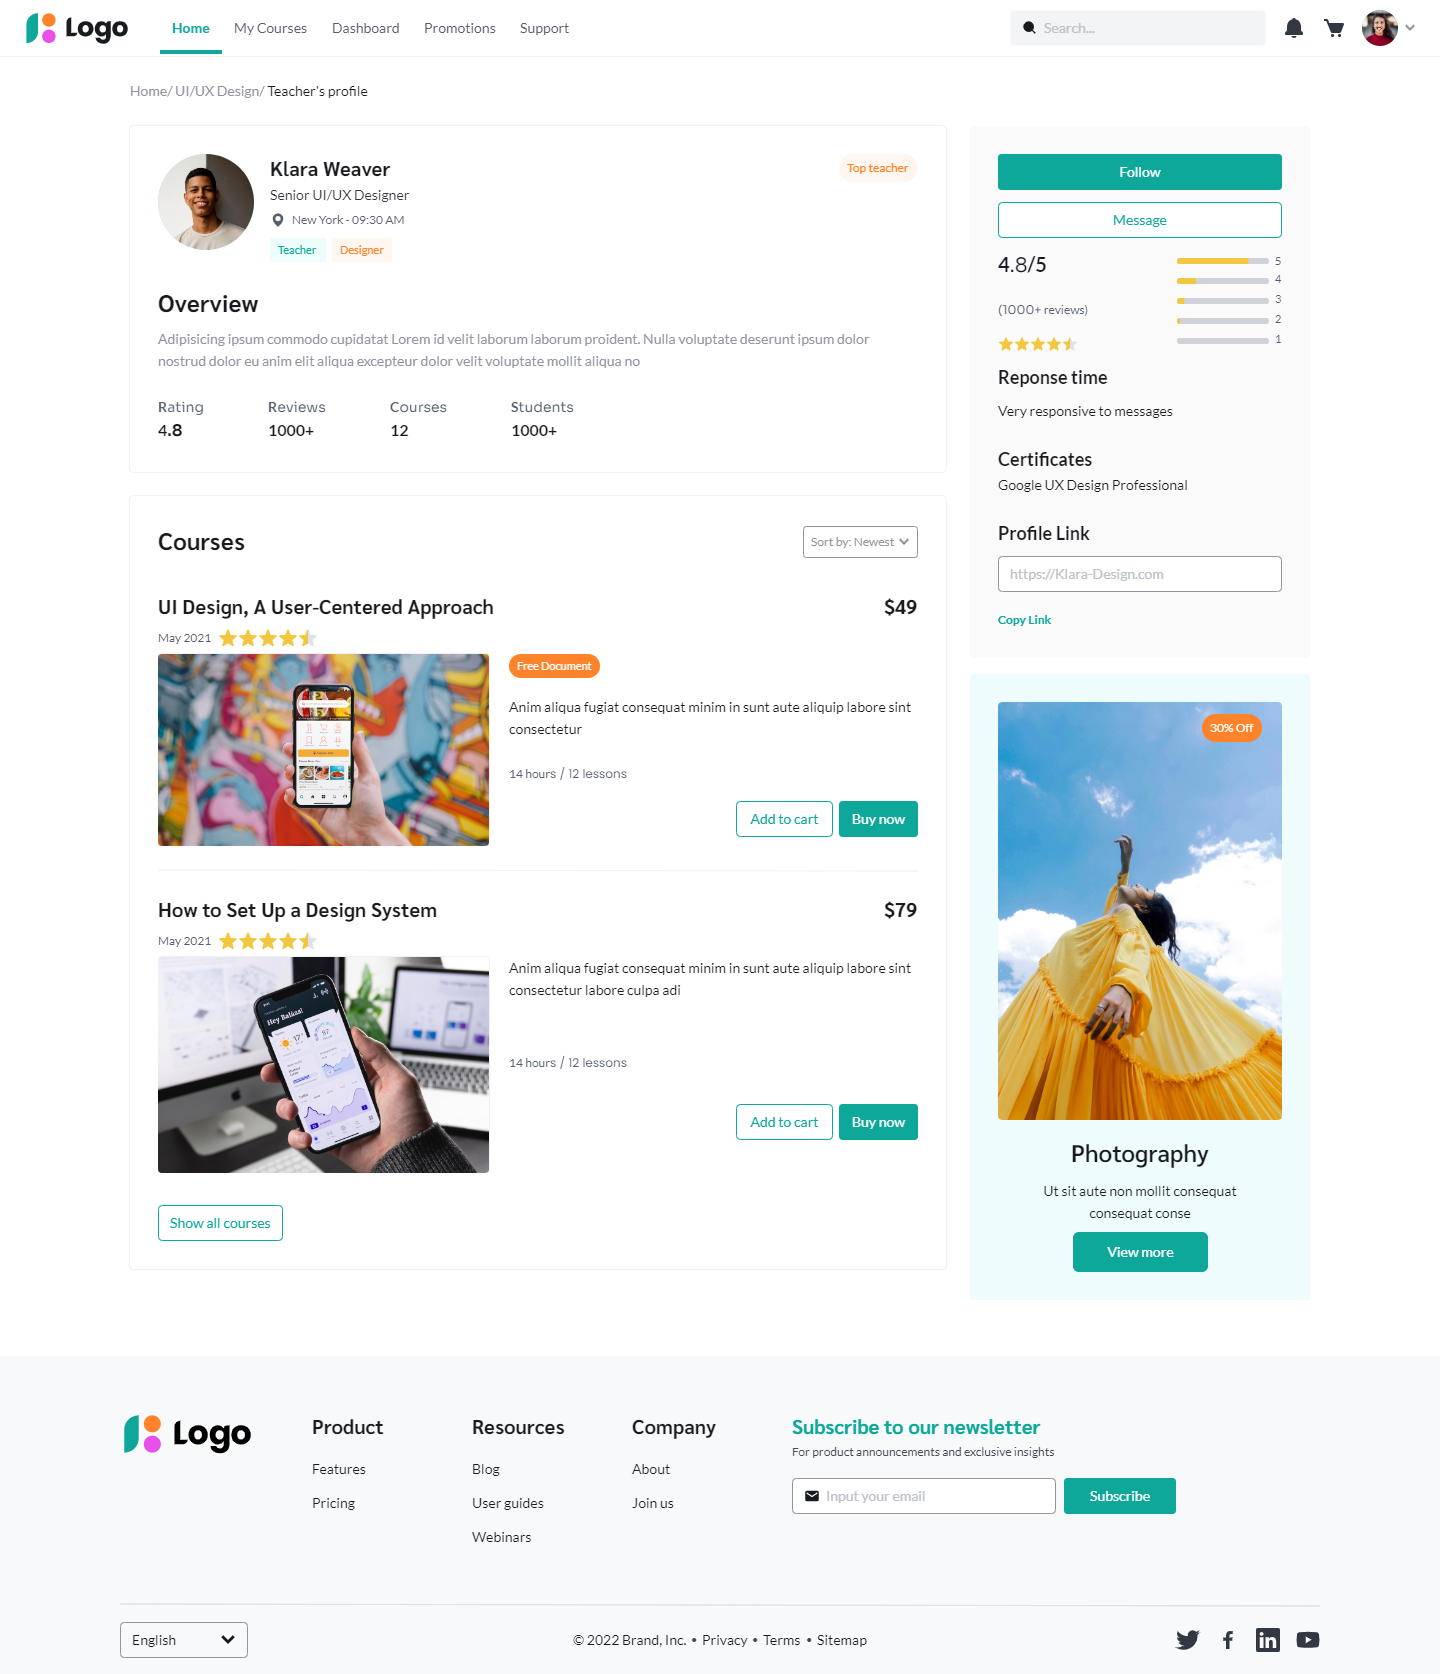 Logo
Home
My Courses
Dashboard
Promotions
Support
Search...
Home/ UI/UX Design/ Teacher's profile
Klara Weaver
Top teacher
Senior UI/UX Designer
New York - 09:30 AM
Teacher
Designer
Overview
Adipisicing ipsum commodo cupidatat Lorem id velit laborum laborum proident. Nulla voluptate deserunt ipsum dolor
nostrud dolor eu anim elit aliqua excepteur dolor velit voluptate mollit aliqua no
Rating
Reviews
Courses
Students
4.8
1000+
12
1000+
Follow
Message
4.8/5
(1000+ reviews)
5
4
3
2
1
Reponse time
Very responsive to messages
Certificates
Google UX Design Professional
Profile Link
https://Klara-Design.com
Copy Link
Courses
Sort by: Newest
UI Design, A User-Centered Approach
$49
May 2021
Free Document
Anim aliqua fugiat consequat minim in sunt aute aliquip labore sint
consectetur
14 hours / 12 lessons
Add to cart
Buy now
How to Set Up a Design System
$79
May 2021
Hey Balkas!
Anim aliqua fugiat consequat minim in sunt aute aliquip labore sint
consectetur labore culpa adi
14 hours / 12 lessons
Add to cart
Buy now
Show all courses
30% Off
Photography
Ut sit aute non mollit consequat
consequat conse
View more
Logo
Product
Features
Pricing
Resources
Blog
User guides
Webinars
Company
About
Join us
Subscribe to our newsletter
For product announcements and exclusive insights
Input your email
Subscribe
English
© 2022 Brand, Inc. • Privacy • Terms • Sitemap